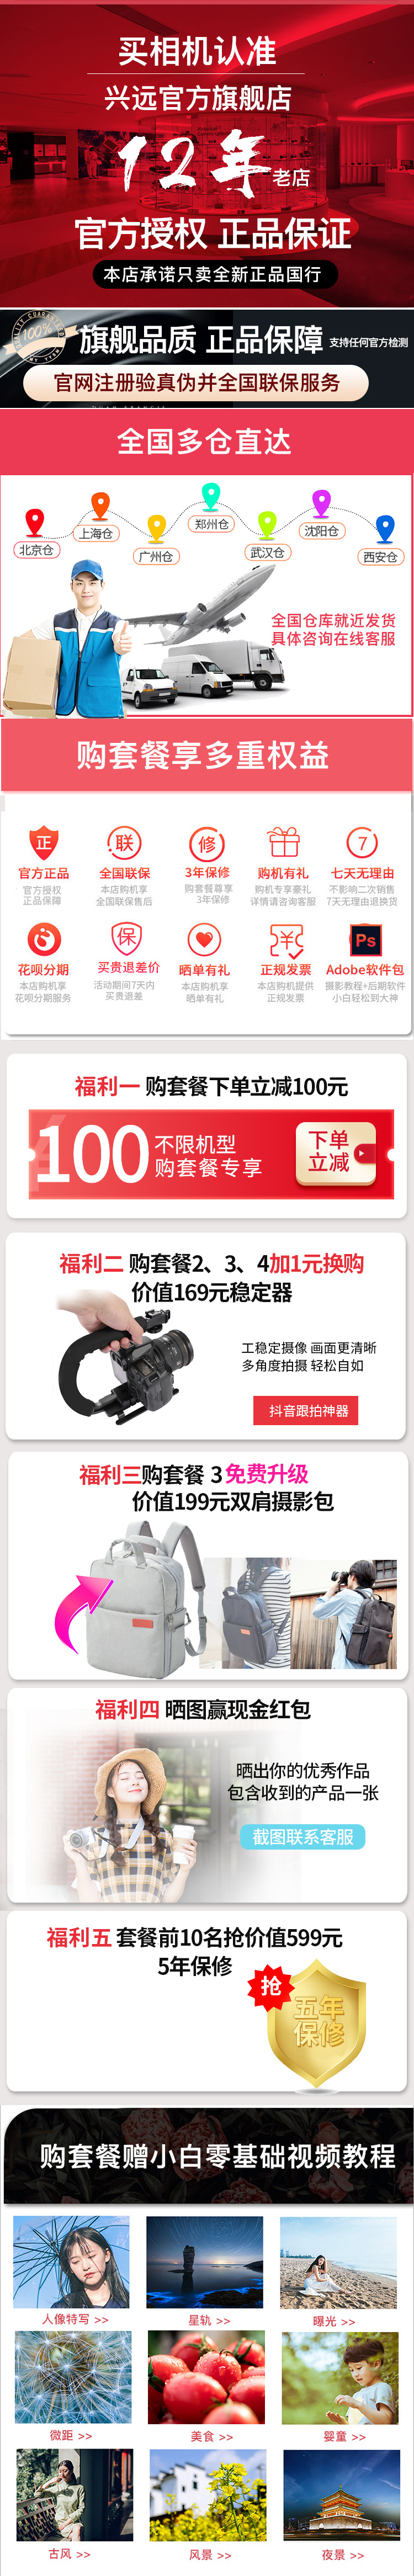 买相机认准
兴远官方旗舰店
12年老店
官方授权 正品保证
本店承诺只卖全新正品国行
100%
旗舰品质 正品保障 支持任何官方检测
官网注册验真伪并全国联保服务
全国多仓直达
北京仓
上海仓
广州仓
郑州仓
武汉仓
沈阳仓
西安仓
全国仓库就近发货
具体咨询在线客服
购套餐享多重权益
正
官方正品
官方授权
正品保障
联
全国联保
本店购机享
全国联保售后
修
3年保修
购套餐尊享
3年保修
购机有礼
购机专享豪礼
详情请咨询客服
7
七天无理由
不影响二次销售
7天无理由退换货
花呗分期
本店购机享
花呗分期服务
保
买贵退差价
活动期间7天内
买贵退差
晒单有礼
本店购机享
晒单有礼
¥
正规发票
本店购机提供
正规发票
Ps
Adobe软件包
摄影教程+后期软件
小白轻松到大神
福利一 购套餐下单立减100元
100
不限机型
购套餐专享
下单
立减
福利二 购套餐2、3、4加1元换购
价值169元稳定器
工稳定摄像 画面更清晰
多角度拍摄 轻松自如
抖音跟拍神器
福利三购套餐 3 免费升级
价值199元双肩摄影包
福利四 晒图赢现金红包
晒出你的优秀作品
包含收到的产品一张
截图联系客服
福利五 套餐前10名抢价值599元
5年保修
抢
五年
保修
购套餐赠小白零基础视频教程
人像特写 >>
星轨 >>
曝光 >>
微距 >>
美食 >>
婴童 >>
古风 >>
风景 >>
夜景 >>